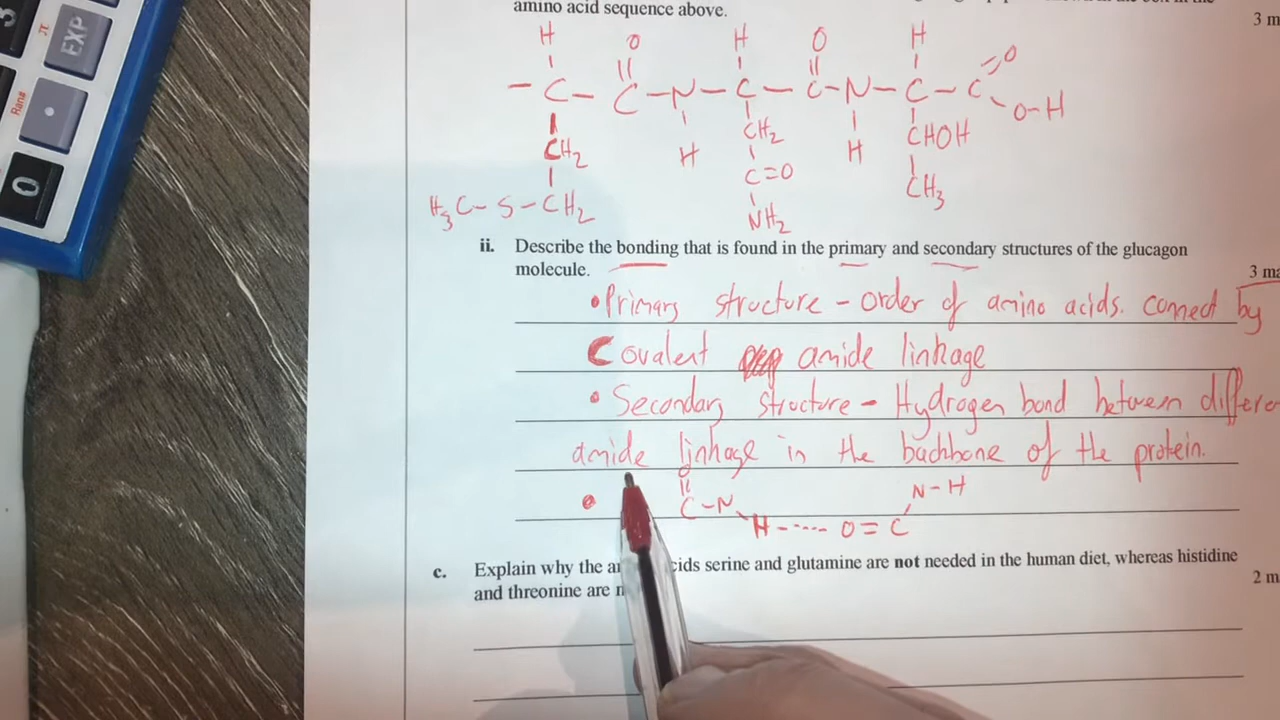 amino acid sequence above.
3 m
H O H O H O
- C - C - N - C - C - N - C - C
O-H
CH2 H CH2 H CHOH
C=O CH3
H3C - S - CH2 NH2
ii. Describe the bonding that is found in the primary and secondary structures of the glucagon
molecule.
3 ma
• Primary structure - order of amino acids. connect by
Covalent amide linkage
• Secondary structure - Hydrogen bond between differe
amide linkage in the backbone of the protein.
• C-N N-H
H----- O=C
c. Explain why the a cids serine and glutamine are not needed in the human diet, whereas histidine
and threonine are n
2 m
3
π
EXP
Ran#
•
0